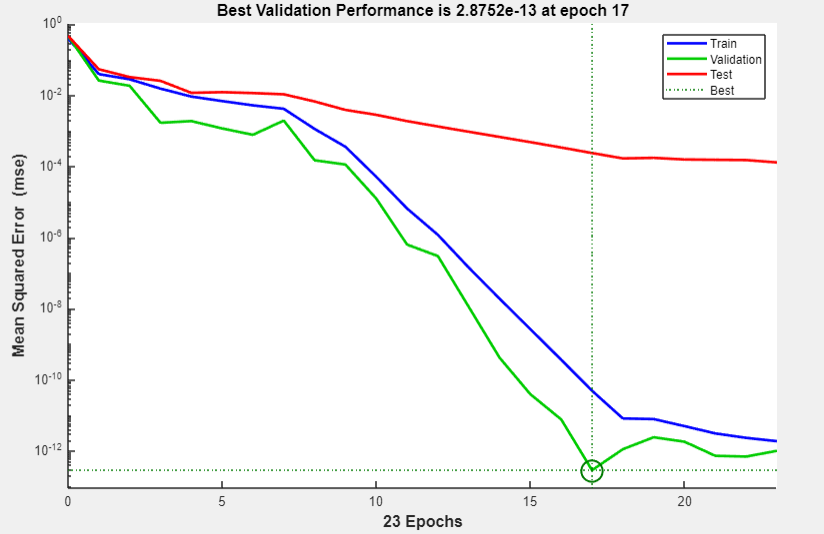 Best Validation Performance is 2.8752e-13 at epoch 17
Mean Squared Error (mse)
10^0
10^-2
10^-4
10^-6
10^-8
10^-10
10^-12
Train
Validation
Test
Best
0 5 10 15 20
23 Epochs